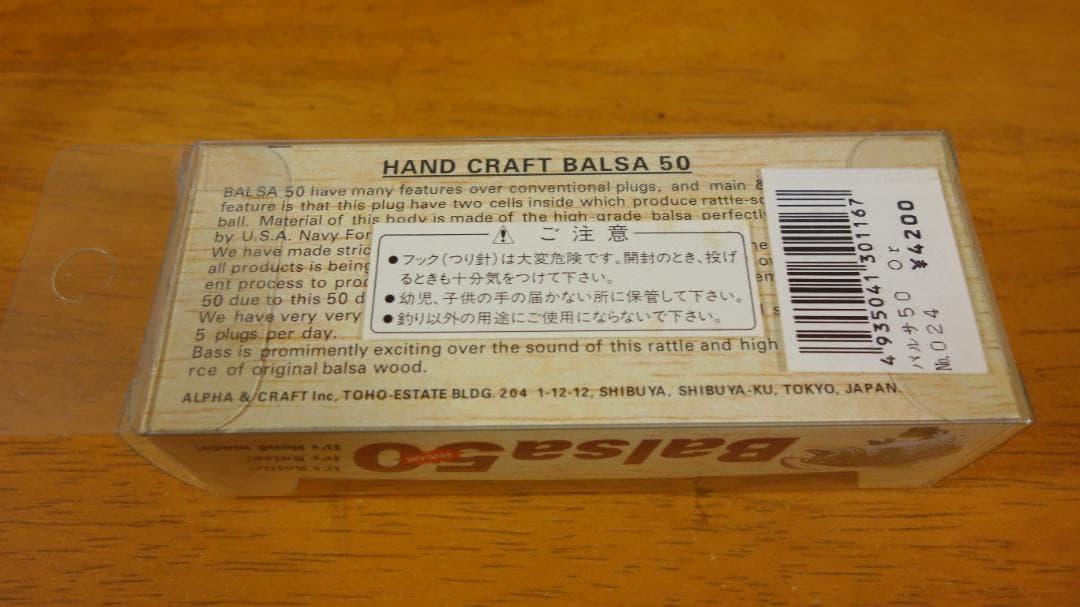 HAND CRAFT BALSA 50
BALSA 50 have many features over conventional plugs, and main &
feature is that this plug have two cells inside which produce rattle-so
ball. Material of this body is made of the high-grade balsa perfectly
by U.S.A. Navy For
We have made stric
all products is being
ent process to pro
50 due to this 50 d
We have very very
5 plugs per day.
Bass is promimently exciting over the sound of this rattle and high
rce of original balsa wood.
ALPHA & CRAFT Inc, TOHO-ESTATE BLDG. 204 1-12-12, SHIBUYA, SHIBUYA-KU, TOKYO, JAPAN.
ご注意
●フック(つり針)は大変危険です。開封のとき、投げ
るときも十分気をつけて下さい。
●幼児、子供の手の届かない所に保管して下さい。
●釣り以外の用途にご使用にならないで下さい。
4935041301167
バルサ50 Or
No.024 ¥4200
Balsa50
It's Rattle!
It's Balsa!
It's Hand made!